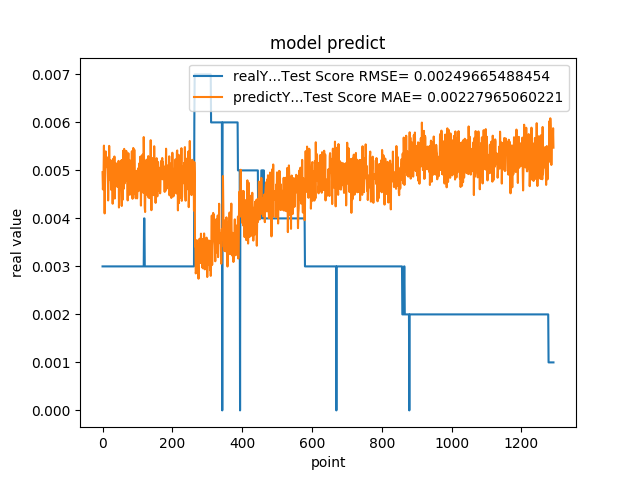 model predict
realY...Test Score RMSE= 0.00249665488454
predictY...Test Score MAE= 0.00227965060221
real value
0.007
0.006
0.005
0.004
0.003
0.002
0.001
0.000
0 200 400 600 800 1000 1200
point